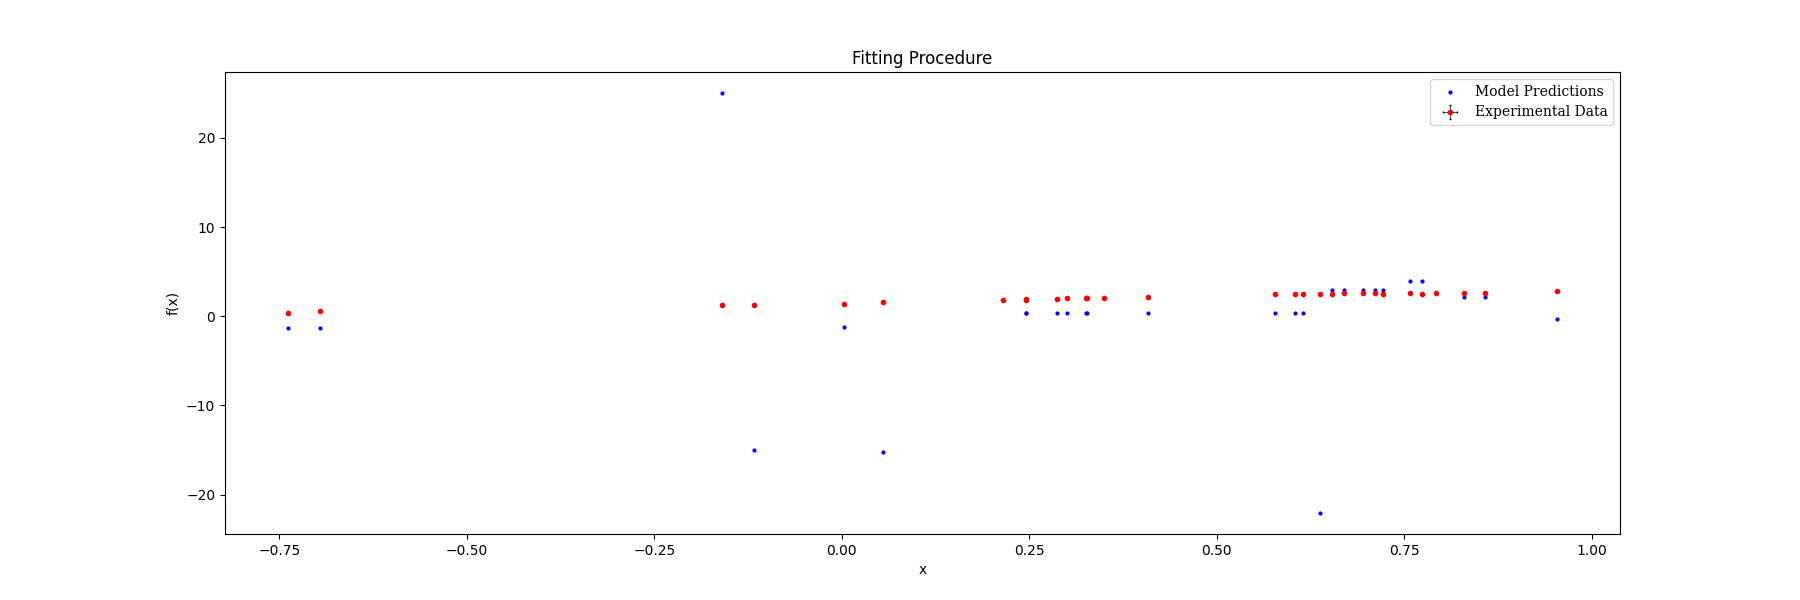 Fitting Procedure
Model Predictions
Experimental Data
f(x)
20
10
0
−10
−20
−0.75 −0.50 −0.25 0.00 0.25 0.50 0.75 1.00
x